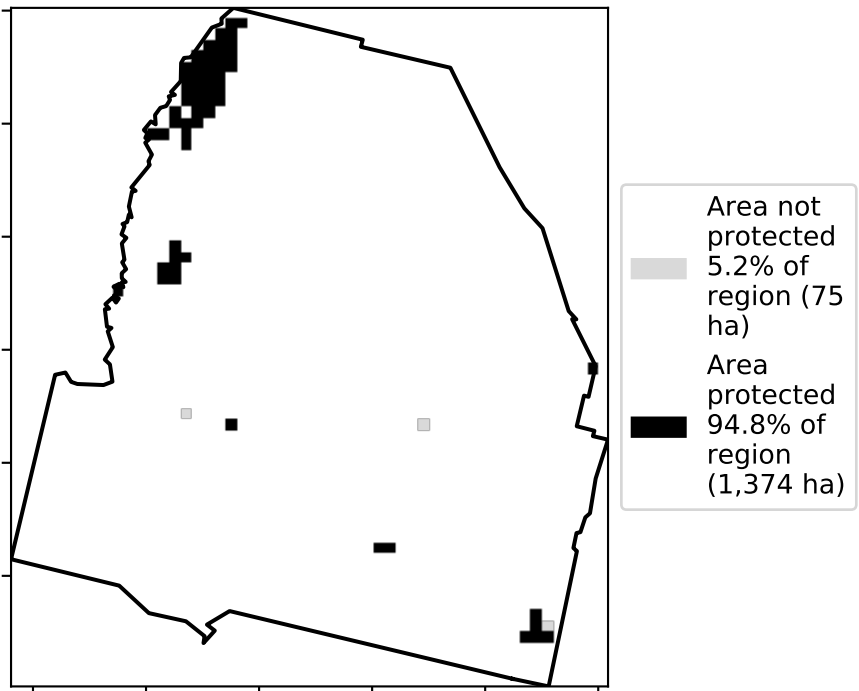 Area not
protected
5.2% of
region (75
ha)
Area
protected
94.8% of
region
(1,374 ha)